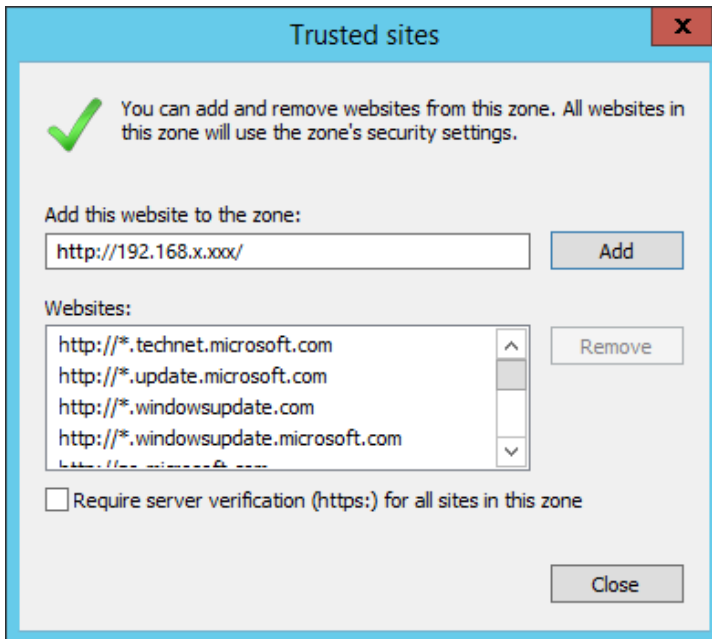 Trusted sites
x
You can add and remove websites from this zone. All websites in
this zone will use the zone's security settings.
Add this website to the zone:
http://192.168.x.xxx/
Add
Websites:
http://*.technet.microsoft.com
Remove
http://*.update.microsoft.com
http://*.windowsupdate.com
http://*.windowsupdate.microsoft.com
Require server verification (https:) for all sites in this zone
Close